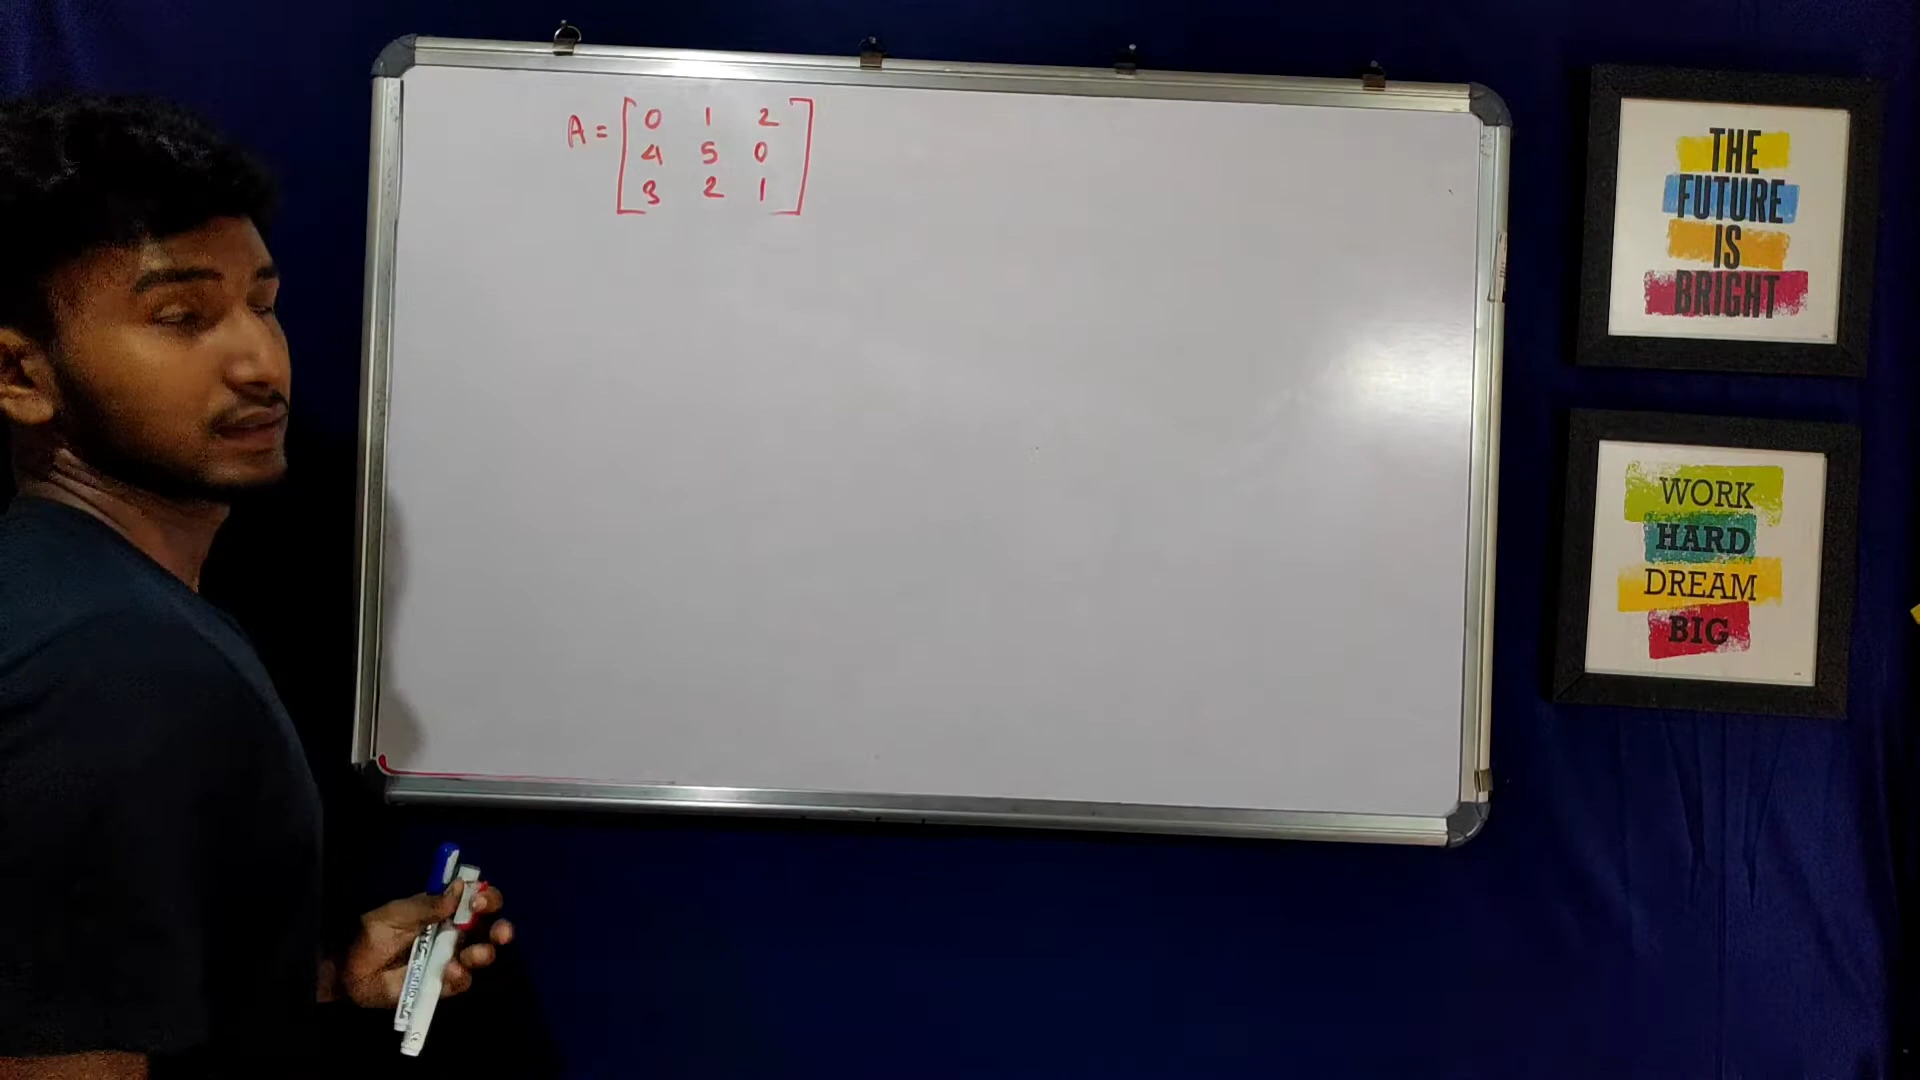 A = [ 0 1 2
4 5 0
3 2 1 ]
THE
FUTURE
IS
BRIGHT
WORK
HARD
DREAM
BIG